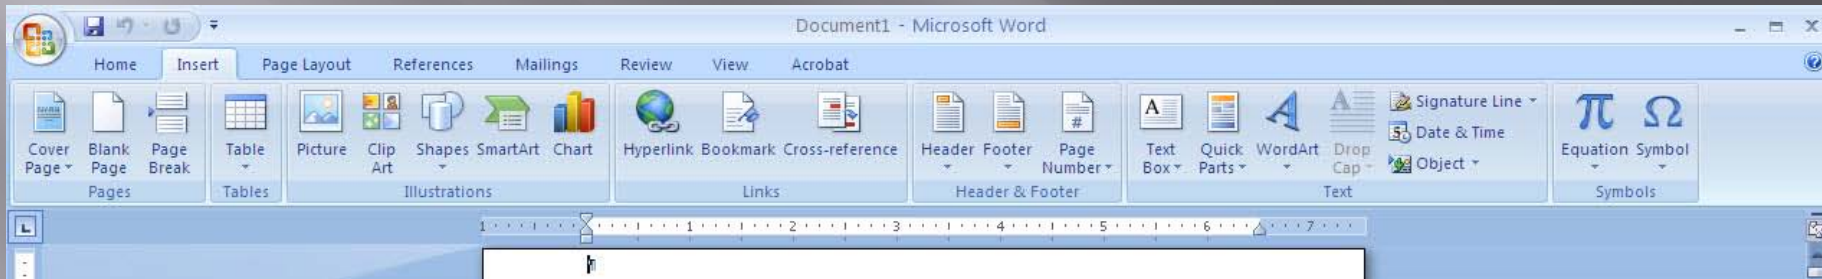 Document1 - Microsoft Word
Home Insert Page Layout References Mailings Review View Acrobat
Cover Page
Blank Page
Page Break
Pages
Table
Tables
Picture
Clip Art
Shapes
SmartArt
Chart
Illustrations
Hyperlink
Bookmark
Cross-reference
Links
Header
Footer
Page Number
Header & Footer
Text Box
Quick Parts
WordArt
Drop Cap
Signature Line
Date & Time
Object
Text
Equation
Symbol
Symbols
1 1 2 3 4 5 6 7